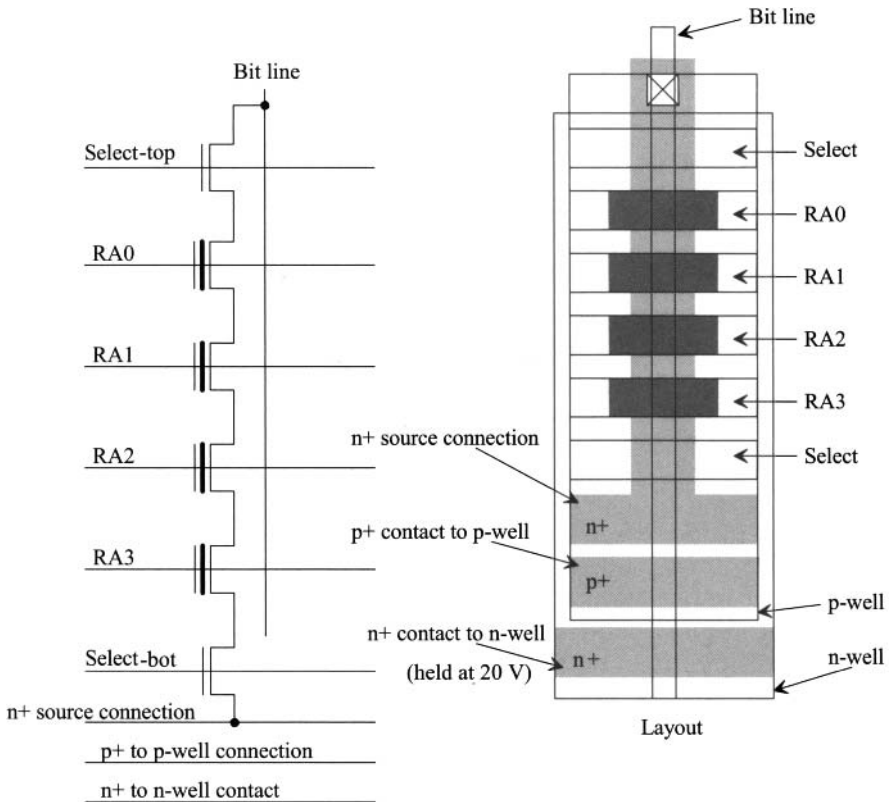 Bit line
Select-top
RA0
RA1
RA2
RA3
Select-bot
n+ source connection
p+ to p-well connection
n+ to n-well contact
Bit line
Select
RA0
RA1
RA2
RA3
Select
n+ source connection
n+
p+ contact to p-well
p+
p-well
n+ contact to n-well
(held at 20 V)
n+
n-well
Layout